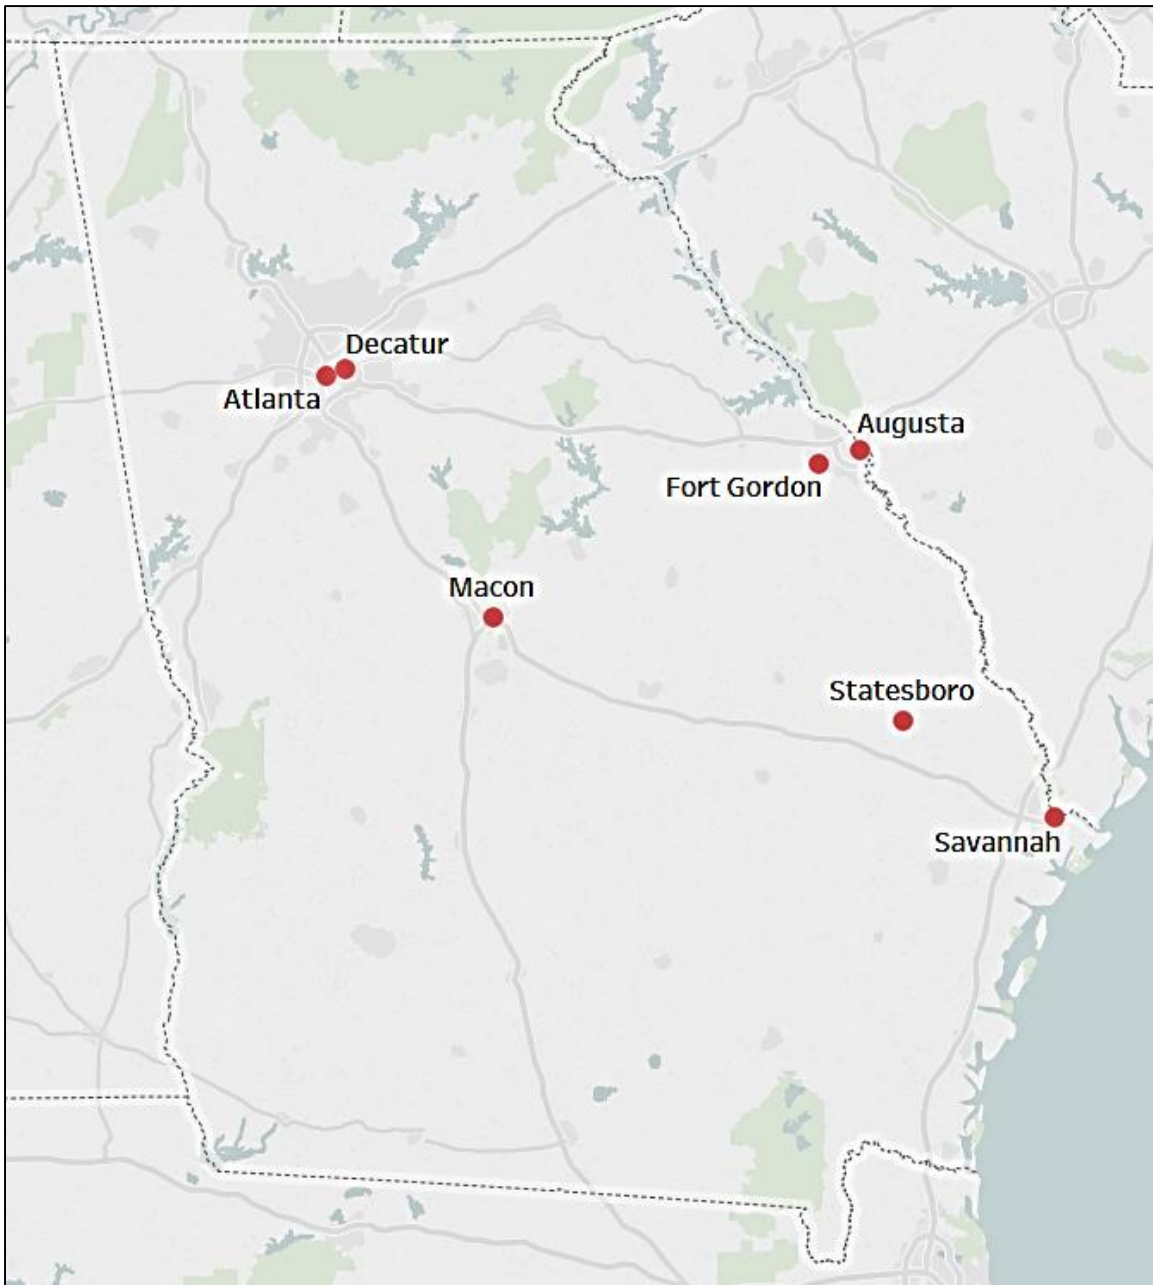 Decatur
Atlanta
Augusta
Fort Gordon
Macon
Statesboro
Savannah